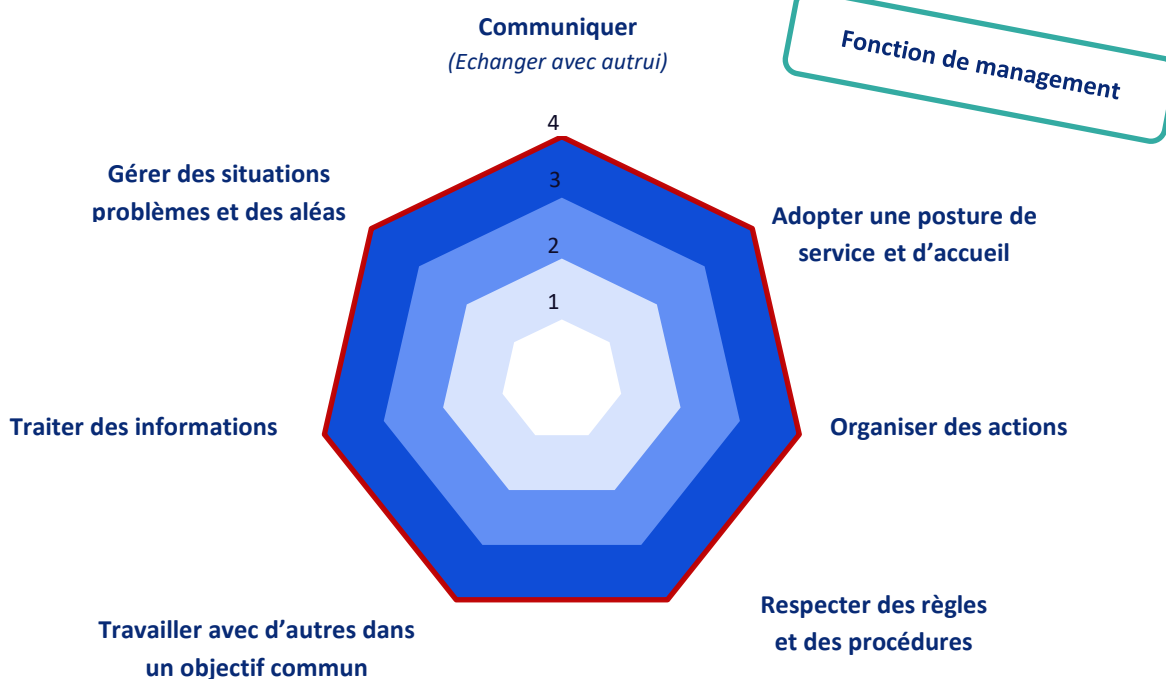 Communiquer
(Echanger avec autrui)
Fonction de management
4
3
2
1
Gérer des situations
problèmes et des aléas
Adopter une posture de
service et d’accueil
Traiter des informations
Organiser des actions
Travailler avec d’autres dans
un objectif commun
Respecter des règles
et des procédures